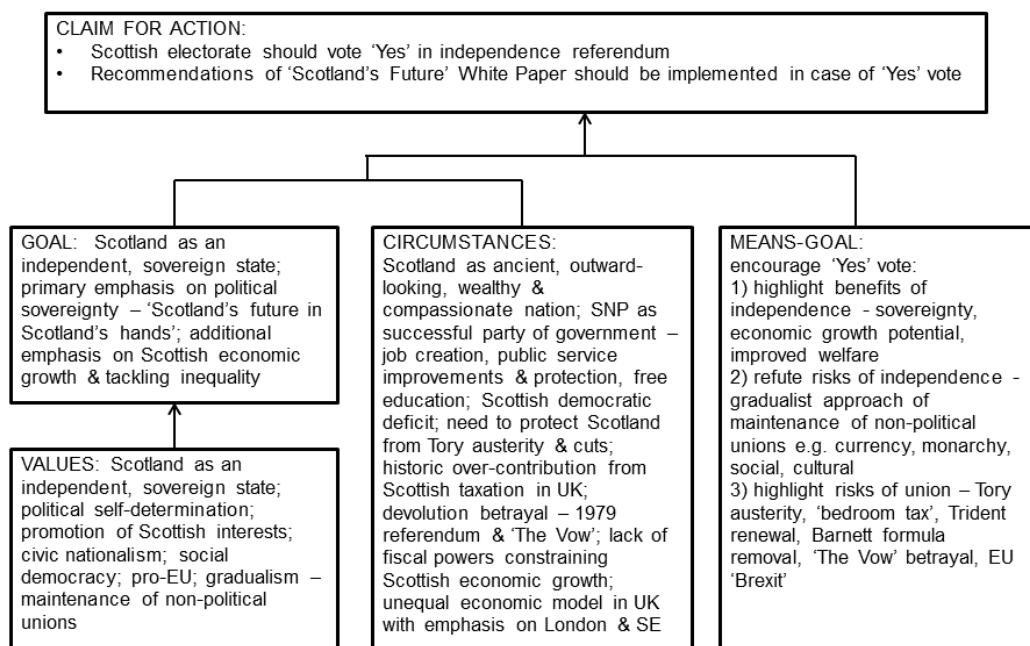 CLAIM FOR ACTION:
• Scottish electorate should vote ‘Yes’ in independence referendum
• Recommendations of ‘Scotland’s Future’ White Paper should be implemented in case of ‘Yes’ vote
GOAL: Scotland as an
independent, sovereign state;
primary emphasis on political
sovereignty – ‘Scotland’s future in
Scotland’s hands’; additional
emphasis on Scottish economic
growth & tackling inequality
VALUES: Scotland as an
independent, sovereign state;
political self-determination;
promotion of Scottish interests;
civic nationalism; social
democracy; pro-EU; gradualism –
maintenance of non-political
unions
CIRCUMSTANCES:
Scotland as ancient, outward-
looking, wealthy &
compassionate nation; SNP as
successful party of government –
job creation, public service
improvements & protection, free
education; Scottish democratic
deficit; need to protect Scotland
from Tory austerity & cuts;
historic over-contribution from
Scottish taxation in UK;
devolution betrayal – 1979
referendum & ‘The Vow’; lack of
fiscal powers constraining
Scottish economic growth;
unequal economic model in UK
with emphasis on London & SE
MEANS-GOAL:
encourage ‘Yes’ vote:
1) highlight benefits of
independence - sovereignty,
economic growth potential,
improved welfare
2) refute risks of independence -
gradualist approach of
maintenance of non-political
unions e.g. currency, monarchy,
social, cultural
3) highlight risks of union – Tory
austerity, ‘bedroom tax’, Trident
renewal, Barnett formula
removal, ‘The Vow’ betrayal, EU
‘Brexit’